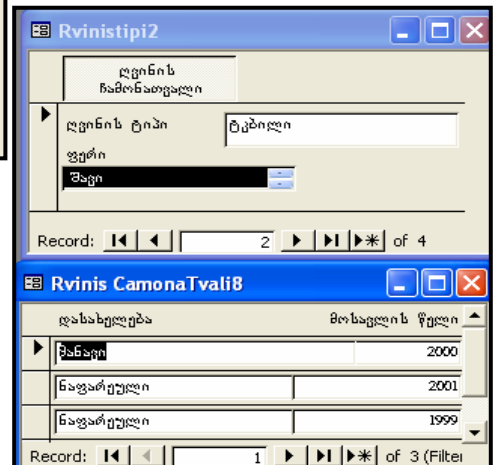 Rvinistipi2
ღვინის
ჩამონათვალი
ღვინის ტიპი ტკბილი
ფერი
შავი
Record: 2 of 4
Rvinis CamonaTvali8
დასახელება მოსავლის წელი
მანავი 2000
ნაფარეული 2001
ნაფარეული 1999
Record: 1 of 3 (Filter